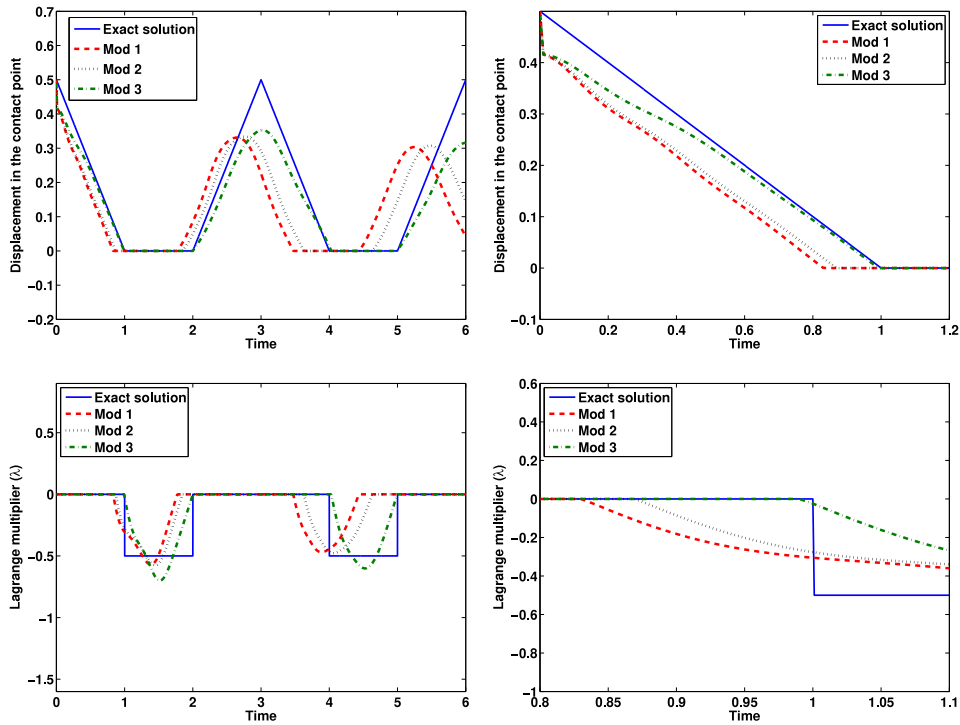 0.7
0.6
0.5
0.4
0.3
0.2
0.1
0
−0.1
−0.2
Displacement in the contact point
Exact solution
Mod 1
Mod 2
Mod 3
0 1 2 3 4 5 6
Time
0.4
0.3
0.2
0.1
0
−0.1
Displacement in the contact point
Exact solution
Mod 1
Mod 2
Mod 3
0 0.2 0.4 0.6 0.8 1 1.2
Time
0.5
0
−0.5
−1
−1.5
Lagrange multiplier (λ)
Exact solution
Mod 1
Mod 2
Mod 3
0 1 2 3 4 5 6
Time
0.6
0.4
0.2
0
−0.2
−0.4
−0.6
−0.8
−1
Lagrange multiplier (λ)
Exact solution
Mod 1
Mod 2
Mod 3
0.8 0.85 0.9 0.95 1 1.05 1.1
Time